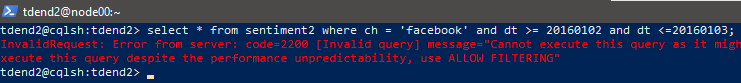 tdend2@node00:~
tdend2@cqlsh:tdend2> select * from sentiment2 where ch = 'facebook' and dt >= 20160102 and dt <=20160103;
InvalidRequest: Error from server: code=2200 [Invalid query] message="Cannot execute this query as it migh
xecute this query despite the performance unpredictability, use ALLOW FILTERING"
tdend2@cqlsh:tdend2>